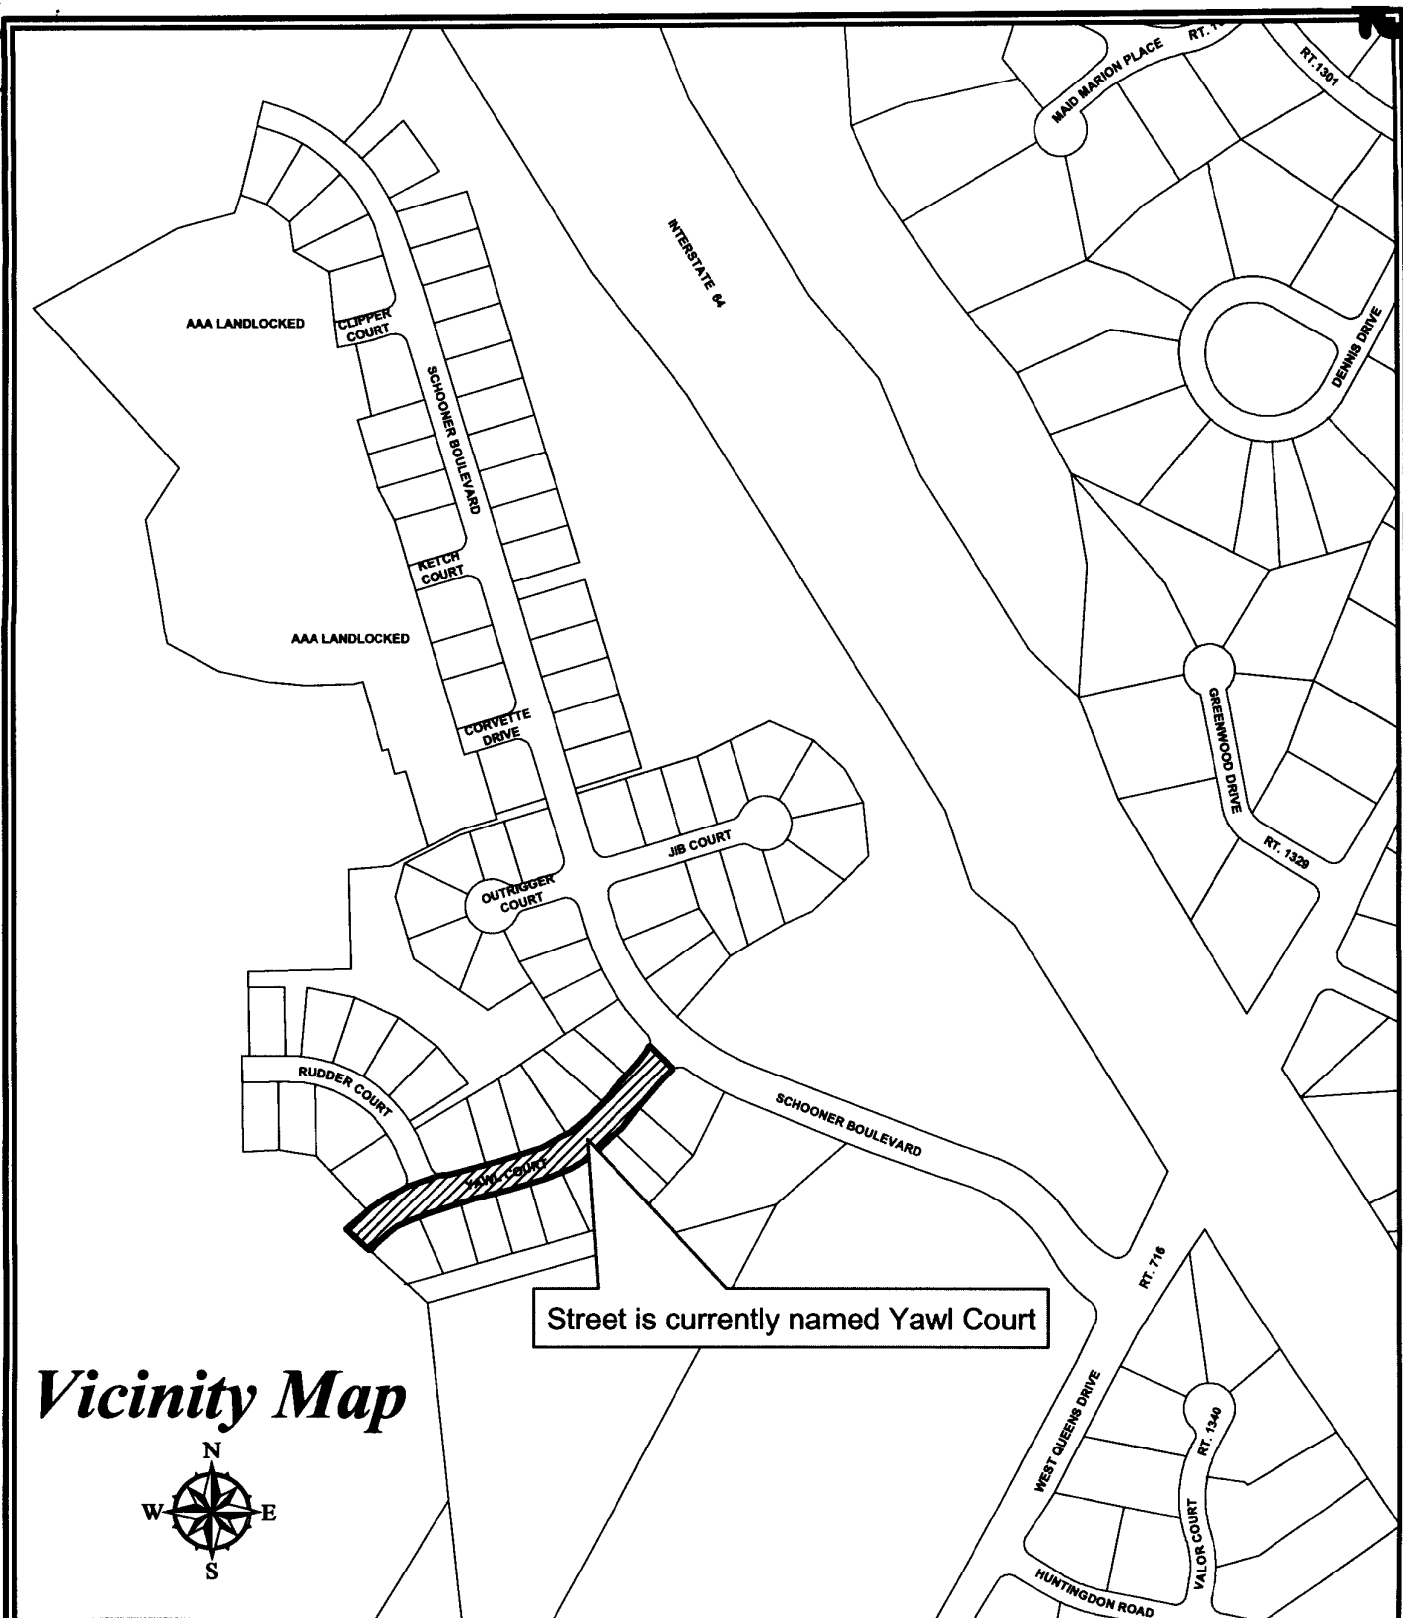 MAID MARION PLACE
RT.1301
INTERSTATE 64
AAA LANDLOCKED
CLIPPER
COURT
DENNIS DRIVE
SCHOONER BOULEVARD
KETCH
COURT
AAA LANDLOCKED
CORVETTE
DRIVE
GREENWOOD DRIVE
JIB COURT
RT. 1329
OUTRIGGER
COURT
RUDDER COURT
SCHOONER BOULEVARD
YAWL COURT
RT. 716
Street is currently named Yawl Court
Vicinity Map
WEST QUEENS DRIVE
RT. 1340
N
W
E
S
VALOR COURT
HUNTINGDON ROAD